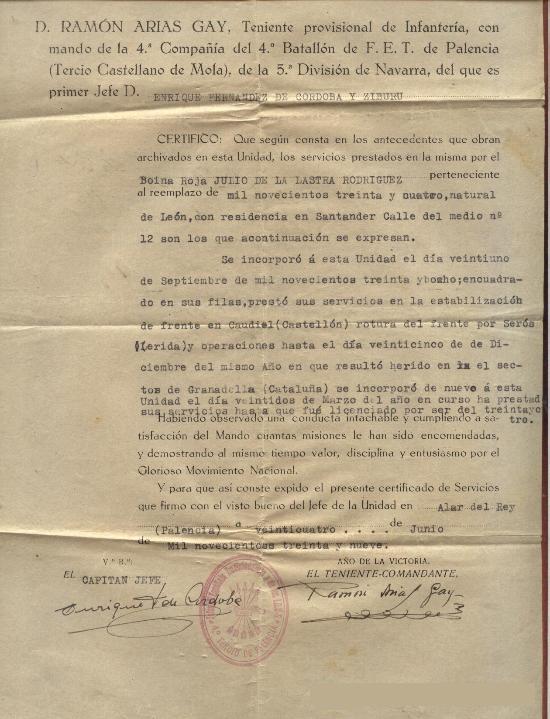 D. RAMÓN ARIAS GAY, Teniente provisional de Infantería, con
mando de la 4.ª Compañía del 4.º Batallón de F. E. T. de Palencia
(Tercio Castellano de Mola), de la 5.ª División de Navarra, del que es
primer Jefe D. ENRIQUE FERNANDEZ DE CORDOBA Y ZIBURU
CERTIFICO: Que según consta en los antecedentes que obran
archivados en esta Unidad, los servicios prestados en la misma por el
Boina Roja JULIO DE LA LASTRA RODRIGUEZ perteneciente
al reemplazo de mil novecientos treinta y cuatro,natural
de León,con residencia en Santander Calle del medio nº
12 son los que acontinuación se expresan.
Se incorporó á esta Unidad el día veintiuno
de Septiembre de mil novecientos treinta y ocho;encuadra-
do en sus filas,prestó sus servicios en la estabilización
de frente en Caudiel(Castellón) rotura del frente por Serós
(Lerida)y operaciones hasta el día veinticinco de de Di-
ciembre del mismo Año en que resultó herido en el sec-
tos de Granadella (Cataluña) se incorporó de nuevo á esta
Unidad el día veintidos de Marzo del año en curso ha prestad
sus servicios hasta que fué licenciado por ser del treintayc
tro.
Habiendo observado una conducta intachable y cumpliendo a sa-
tisfacción del Mando cuantas misiones le han sido encomendadas,
y demostrando al mismo tiempo valor, disciplina y entusiasmo por el
Glorioso Movimiento Nacional.
Y para que así conste expido el presente certificado de Servicios
que firmo con el visto bueno del Jefe de la Unidad en Alar del Rey
(Palencia) a veinticuatro . . . . de Junio
de Mil novecientos treinta y nueve.
V.º B.º:
AÑO DE LA VICTORIA.
EL CAPITAN JEFE,
EL TENIENTE-COMANDANTE,
Enrique F de Cordoba
Ramón Arias Gay
TERCIO DE PALENCIA